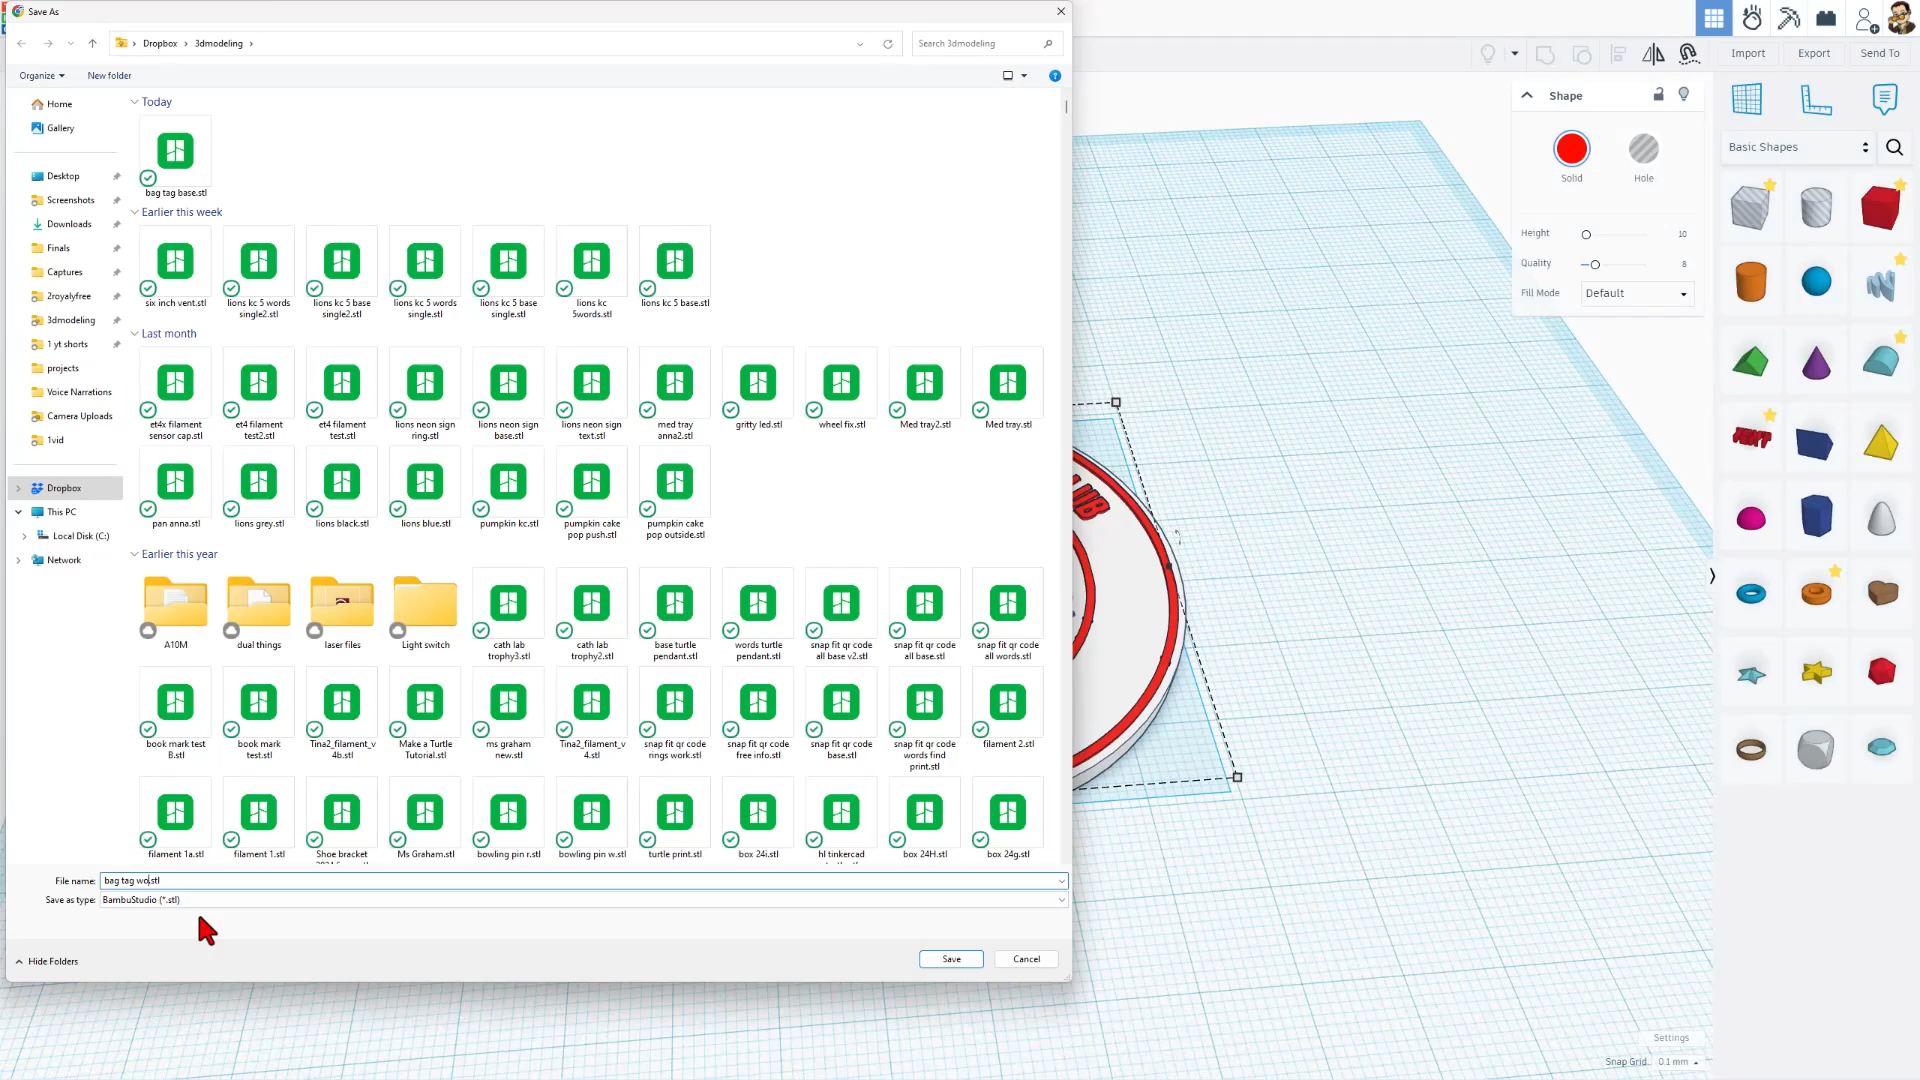 Save As
Dropbox
3dmodeling
Search 3dmodeling
Organize
New folder
Import
Export
Send To
Home
Gallery
Desktop
Screenshots
Downloads
Finals
Captures
2royalyfree
3dmodeling
1 yt shorts
projects
Voice Narrations
Camera Uploads
1vid
Dropbox
This PC
Local Disk (C:)
Network
Today
bag tag base.stl
Earlier this week
six inch vent.stl
lions kc 5 words
single2.stl
lions kc 5 base
single2.stl
lions kc 5 words
single.stl
lions kc 5 base
single.stl
lions kc
5words.stl
lions kc 5 base.stl
Last month
et4x filament
sensor cap.stl
et4 filament
test2.stl
et4 filament
test.stl
lions neon sign
ring.stl
lions neon sign
base.stl
lions neon sign
text.stl
med tray
anna2.stl
gritty led.stl
wheel fix.stl
Med tray2.stl
Med tray.stl
pan anna.stl
lions grey.stl
lions black.stl
lions blue.stl
pumpkin kc.stl
pumpkin cake
pop push.stl
pumpkin cake
pop outside.stl
Earlier this year
A10M
dual things
laser files
Light switch
cath lab
trophy3.stl
cath lab
trophy2.stl
base turtle
pendant.stl
words turtle
pendant.stl
snap fit qr code
all base v2.stl
snap fit qr code
all base.stl
snap fit qr code
all words.stl
book mark test
B.stl
book mark
test.stl
Tina2_filament_v
4b.stl
Make a Turtle
Tutorial.stl
ms graham
new.stl
Tina2_filament_v
4.stl
snap fit qr code
rings work.stl
snap fit qr code
free info.stl
snap fit qr code
base.stl
snap fit qr code
words find
print.stl
filament 2.stl
filament 1a.stl
filament 1.stl
Shoe bracket
Ms Graham.stl
bowling pin r.stl
bowling pin w.stl
turtle print.stl
box 24i.stl
hl tinkercad
box 24H.stl
box 24g.stl
File name:
bag tag wo.stl
Save as type:
BambuStudio (*.stl)
Hide Folders
Save
Cancel
Shape
Solid
Hole
Height
10
Quality
8
Fill Mode
Default
Basic Shapes
TEXT
Settings
Snap Grid
0.1 mm